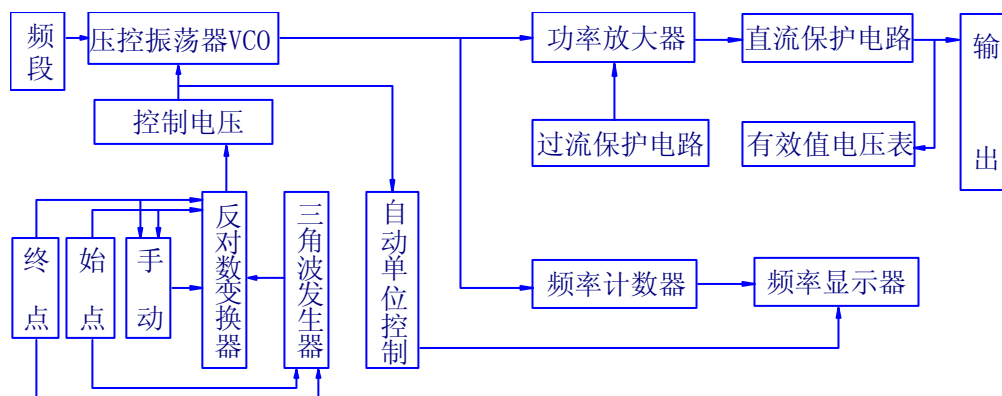 频段
压控振荡器VCO
功率放大器
直流保护电路
输出
控制电压
过流保护电路
有效值电压表
终点
始点
手动
反对数变换器
三角波发生器
自动单位控制
频率计数器
频率显示器